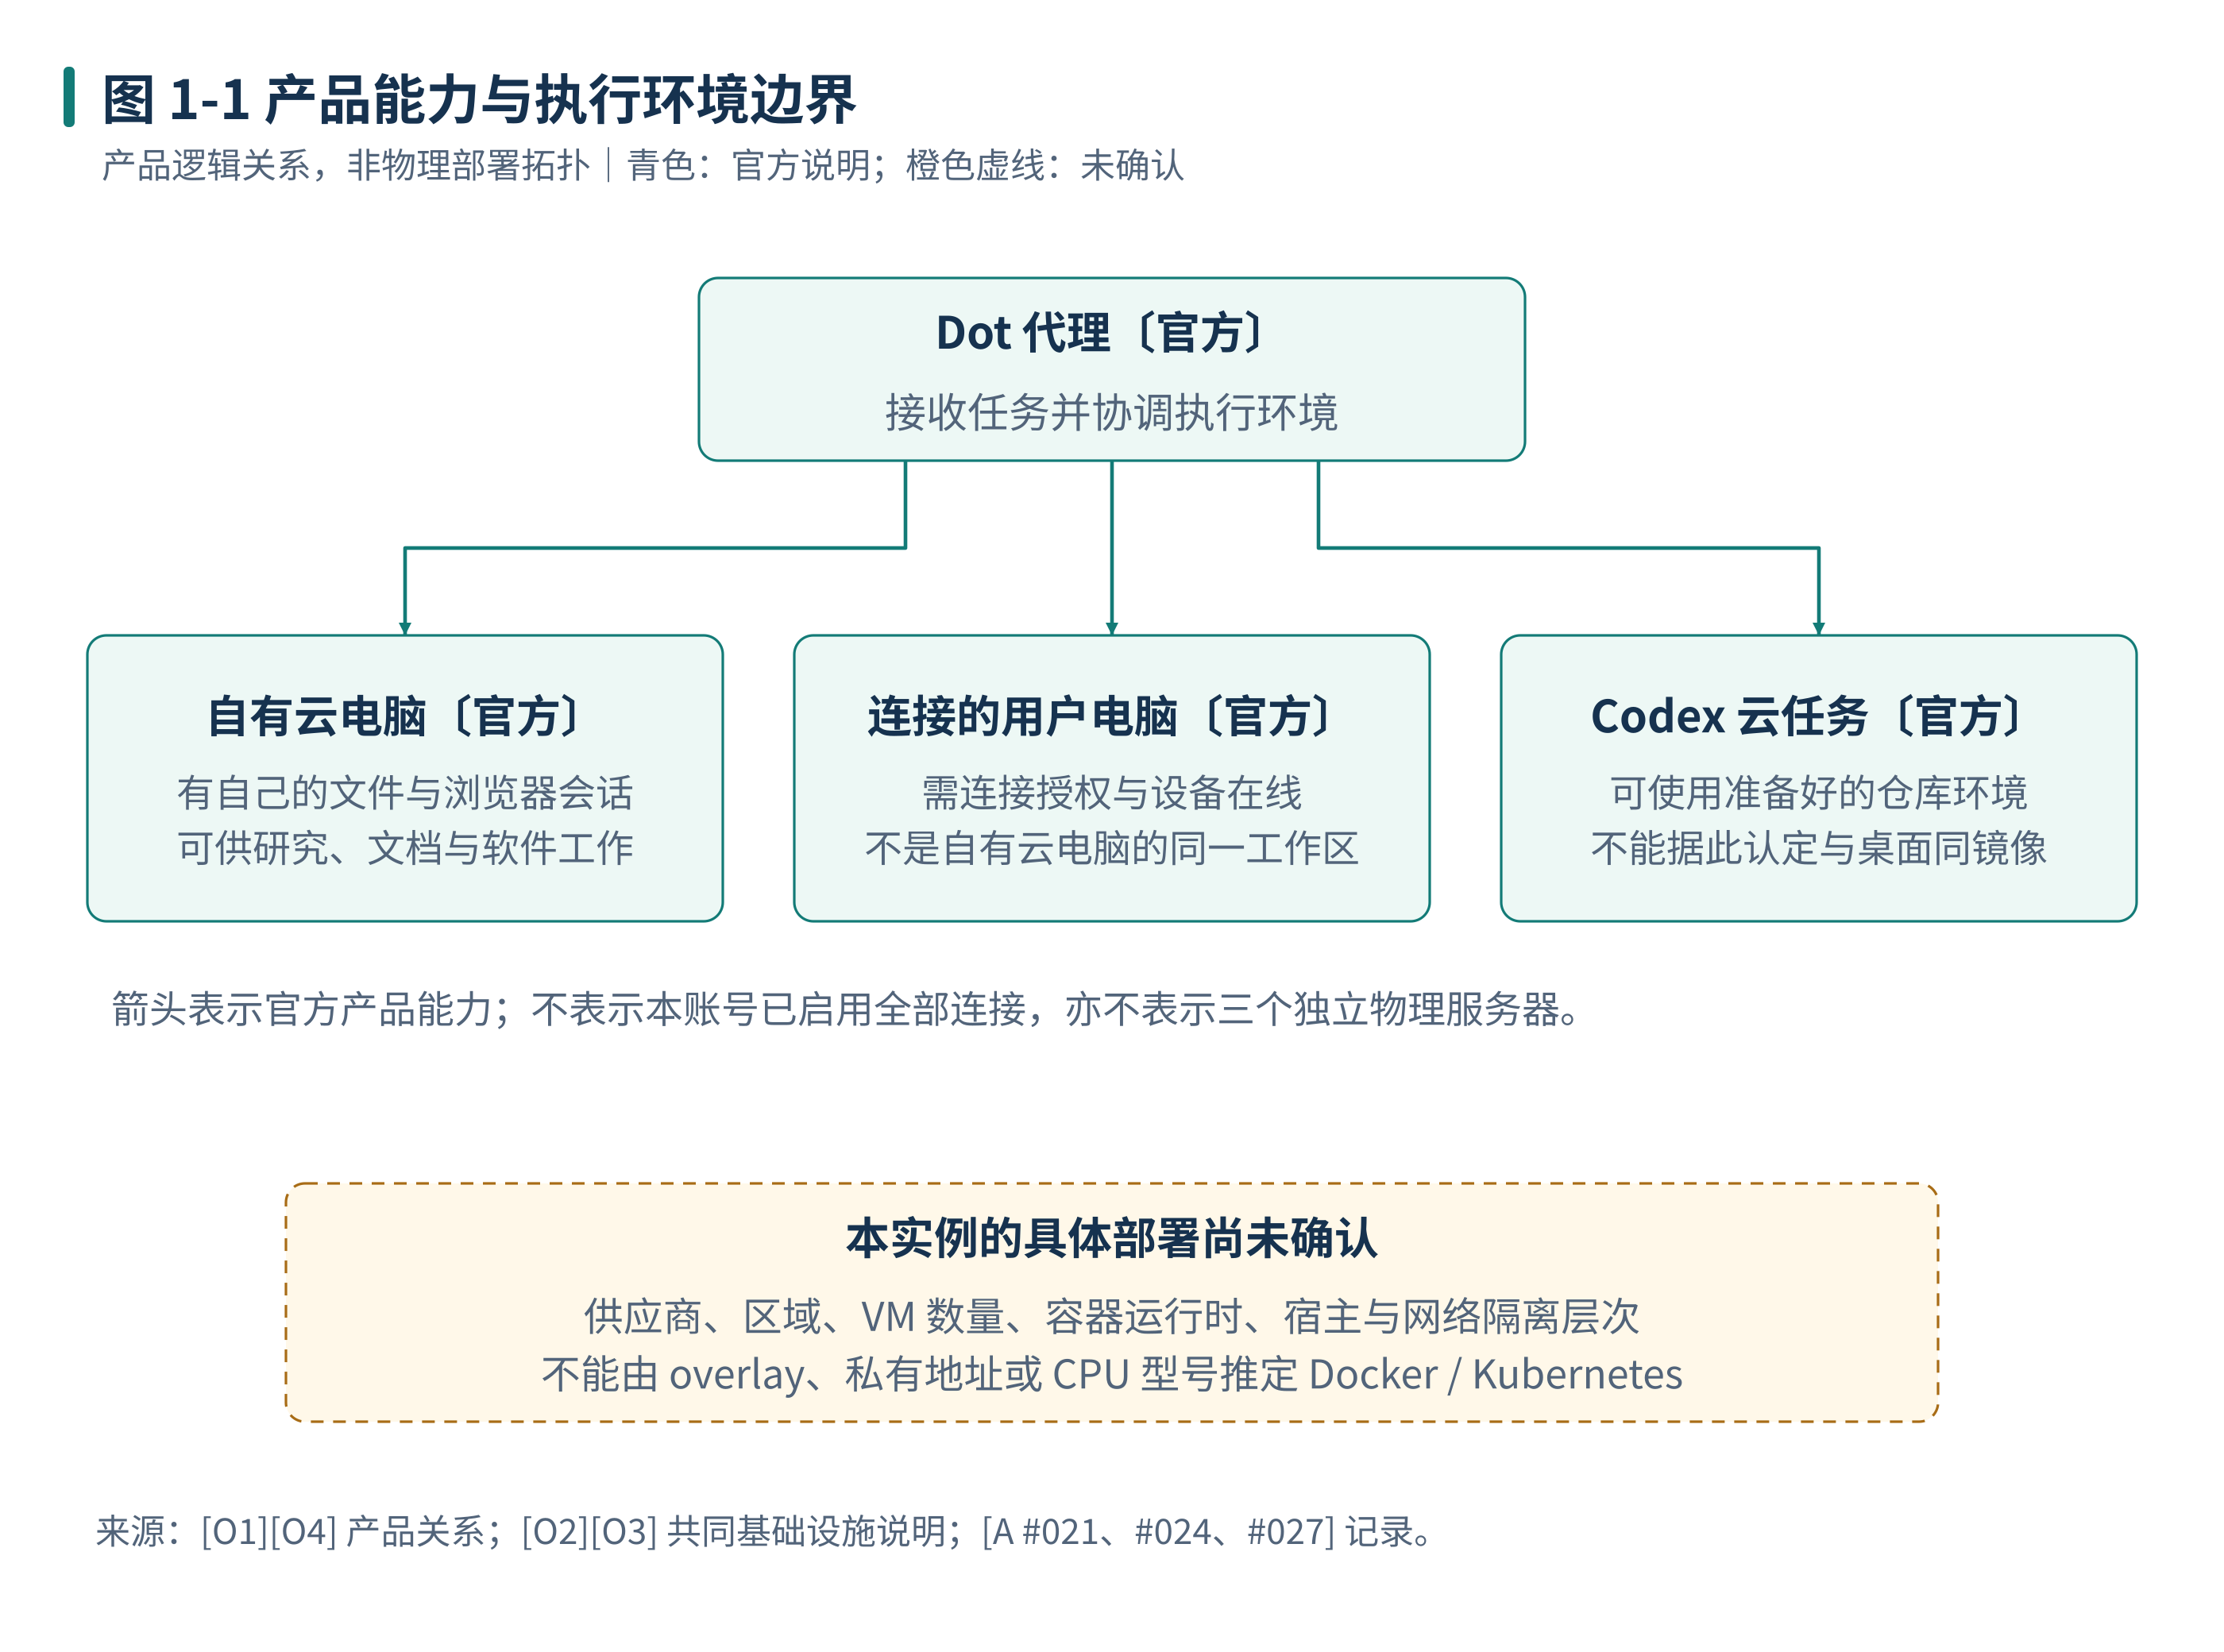 图 1-1 产品能力与执行环境边界
产品逻辑关系，非物理部署拓扑｜青色：官方说明；橙色虚线：未确认
Dot 代理〔官方〕
接收任务并协调执行环境
自有云电脑〔官方〕
有自己的文件与浏览器会话
可供研究、文档与软件工作
连接的用户电脑〔官方〕
需连接授权与设备在线
不是自有云电脑的同一工作区
Codex 云任务〔官方〕
可使用准备好的仓库环境
不能据此认定与桌面同镜像
箭头表示官方产品能力；不表示本账号已启用全部连接，亦不表示三个独立物理服务器。
本实例的具体部署尚未确认
供应商、区域、VM 数量、容器运行时、宿主与网络隔离层次
不能由 overlay、私有地址或 CPU 型号推定 Docker / Kubernetes
来源：[O1][O4] 产品关系；[O2][O3] 共同基础设施说明；[A #021、#024、#027] 记录。